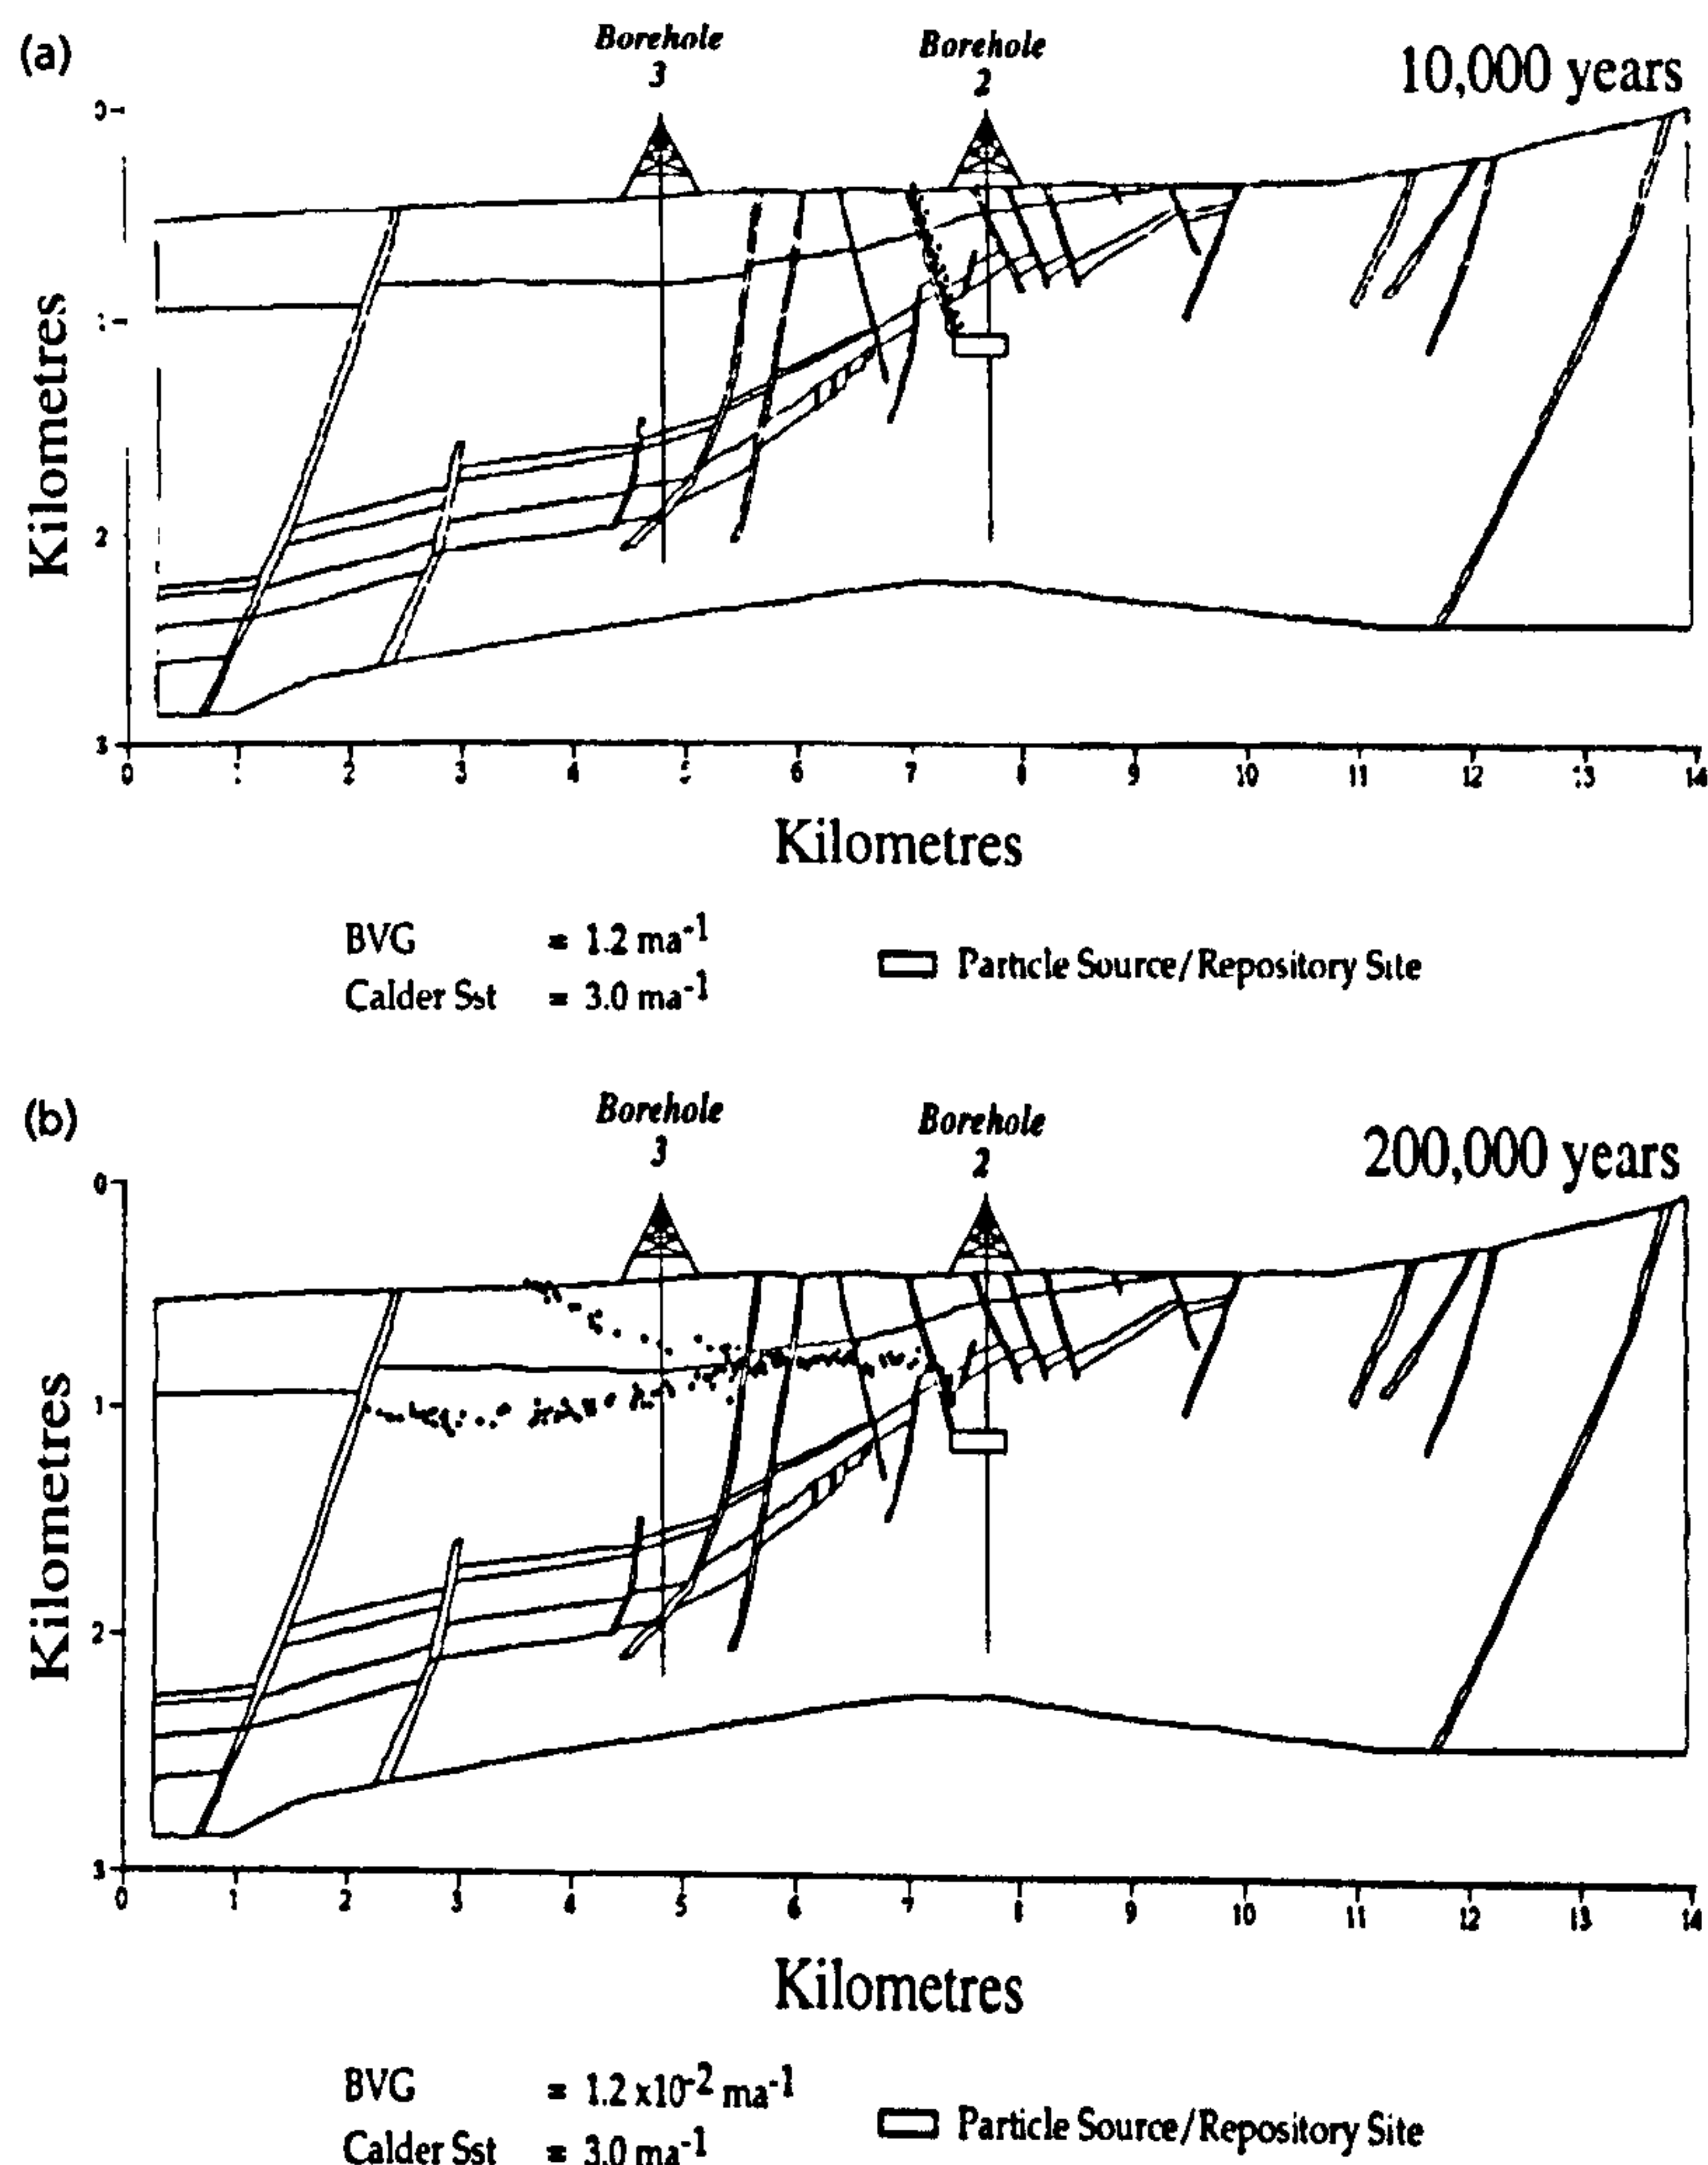 (a)
Borehole
3
Borehole
2
10,000 years
Kilometres
2
3
0 1 2 3 4 5 6 7 8 9 10 11 12 13 14
Kilometres
BVG = 1.2 ma⁻¹
Calder Sst = 3.0 ma⁻¹
Particle Source/Repository Site
(b)
Borehole
3
Borehole
2
200,000 years
Kilometres
0
1
2
3
0 1 2 3 4 5 6 7 8 9 10 11 12 13 14
Kilometres
BVG = 1.2 x10⁻² ma⁻¹
Calder Sst = 3.0 ma⁻¹
Particle Source/Repository Site